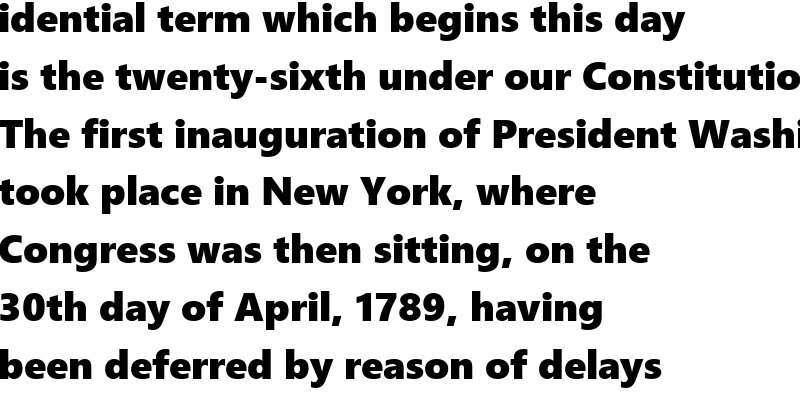 idential term which begins this day
is the twenty-sixth under our Constitutio
The first inauguration of President Washi
took place in New York, where
Congress was then sitting, on the
30th day of April, 1789, having
been deferred by reason of delays